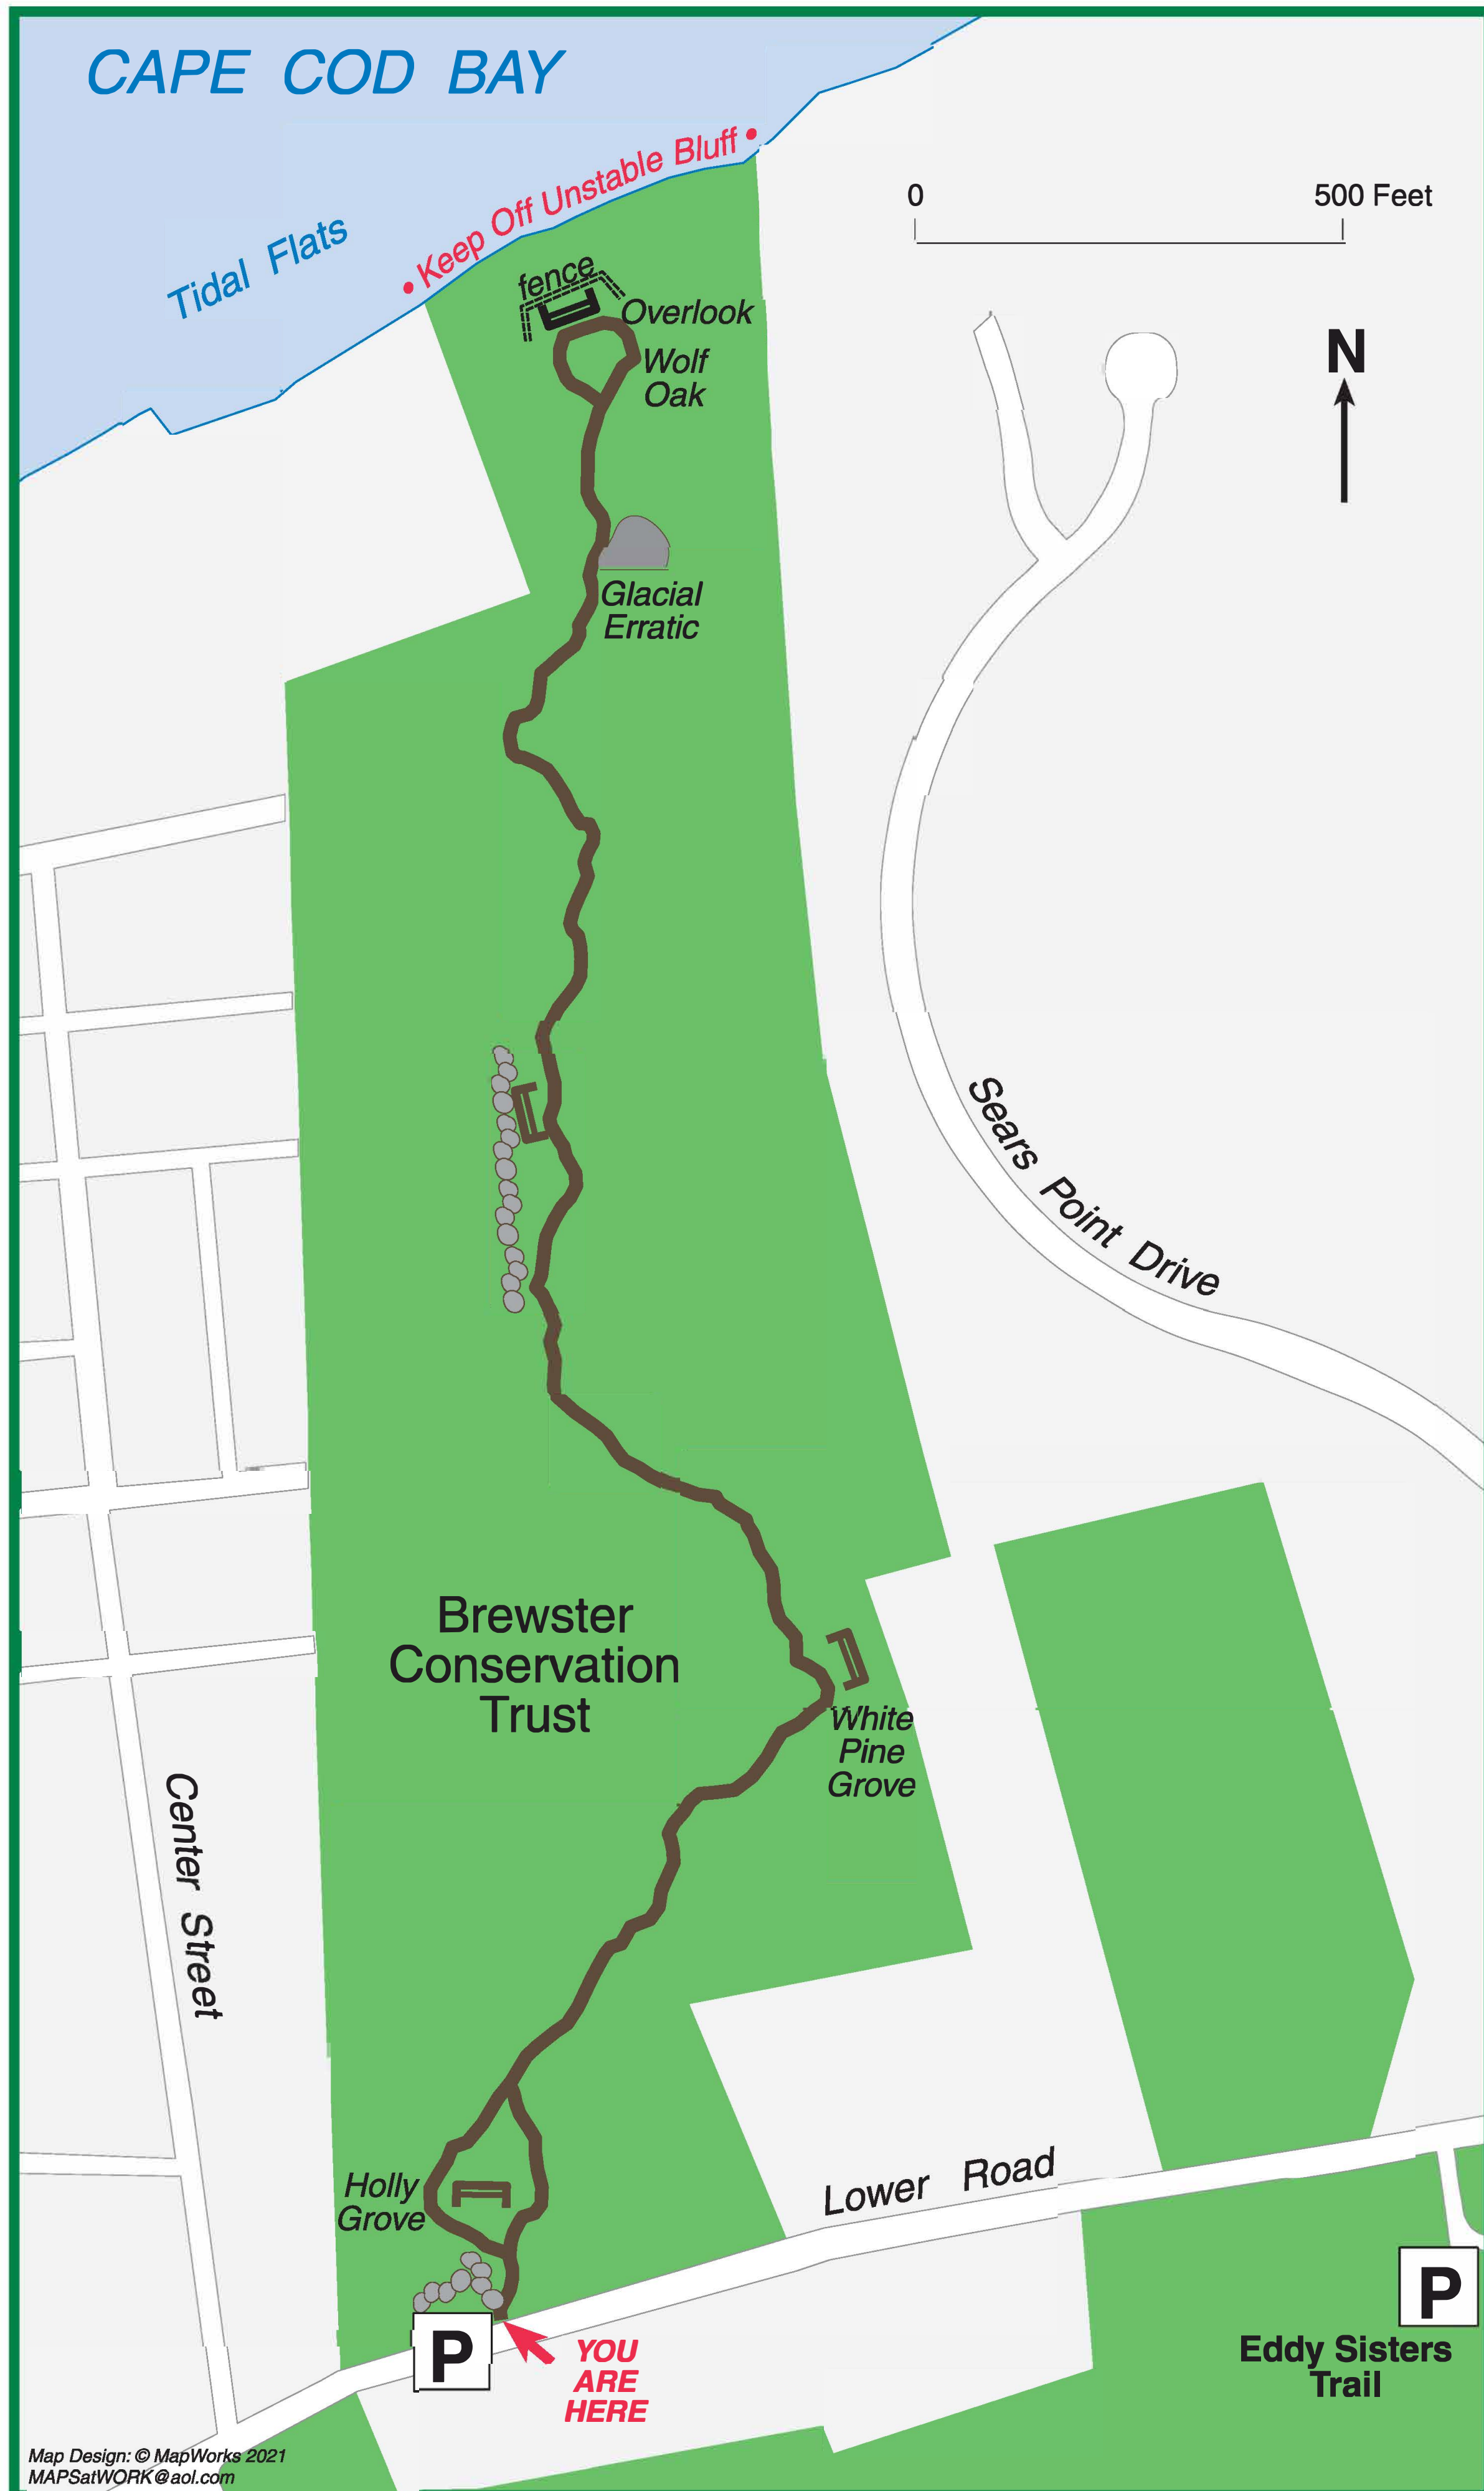 CAPE COD BAY
• Keep Off Unstable Bluff •
Tidal Flats
0 500 Feet
fence
Overlook
Wolf
Oak
N
Glacial
Erratic
Sears Point Drive
Brewster
Conservation
Trust
White
Pine
Grove
Center Street
Holly
Grove
Lower Road
P
Eddy Sisters
Trail
P
YOU
ARE
HERE
Map Design: © MapWorks 2021
MAPSatWORK@aol.com